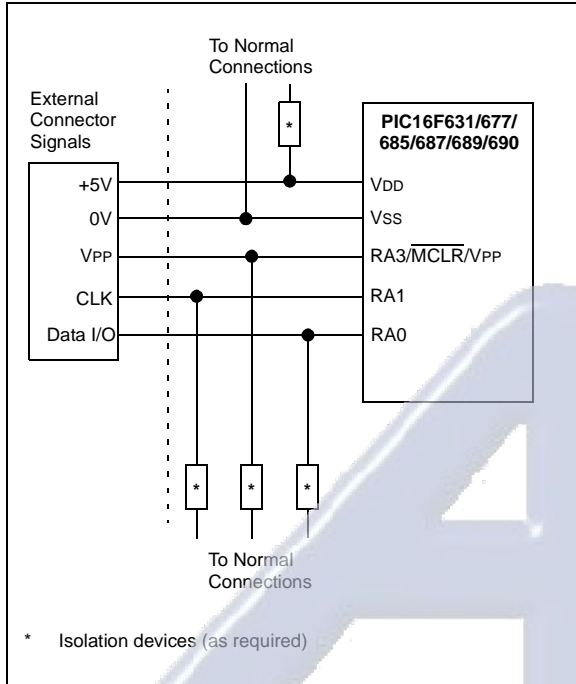 To Normal
Connections
External
Connector
Signals
*
PIC16F631/677/
685/687/689/690
+5V
VDD
0V
VSS
VPP
RA3/MCLR/VPP
CLK
RA1
Data I/O
RA0
* * *
To Normal
Connections
* Isolation devices (as required)